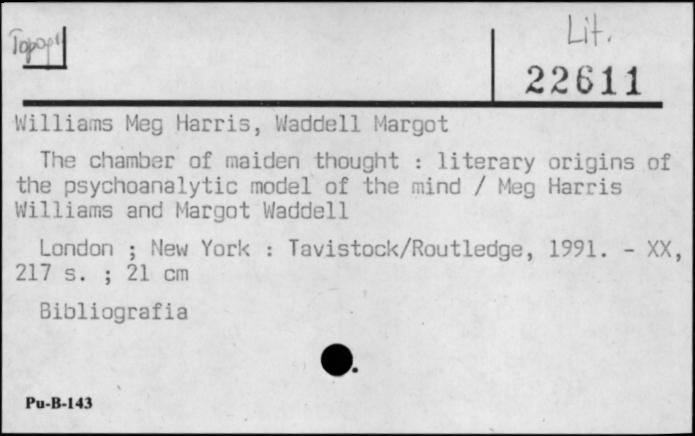 Lit.
22611
Williams Meg Harris, Waddell Margot
The chamber of maiden thought : literary origins of
the psychoanalytic model of the mind / Meg Harris
Williams and Margot Waddell
London ; New York : Tavistock/Routledge, 1991. - XX,
217 s. ; 21 cm
Bibliografia
Pu-B-143